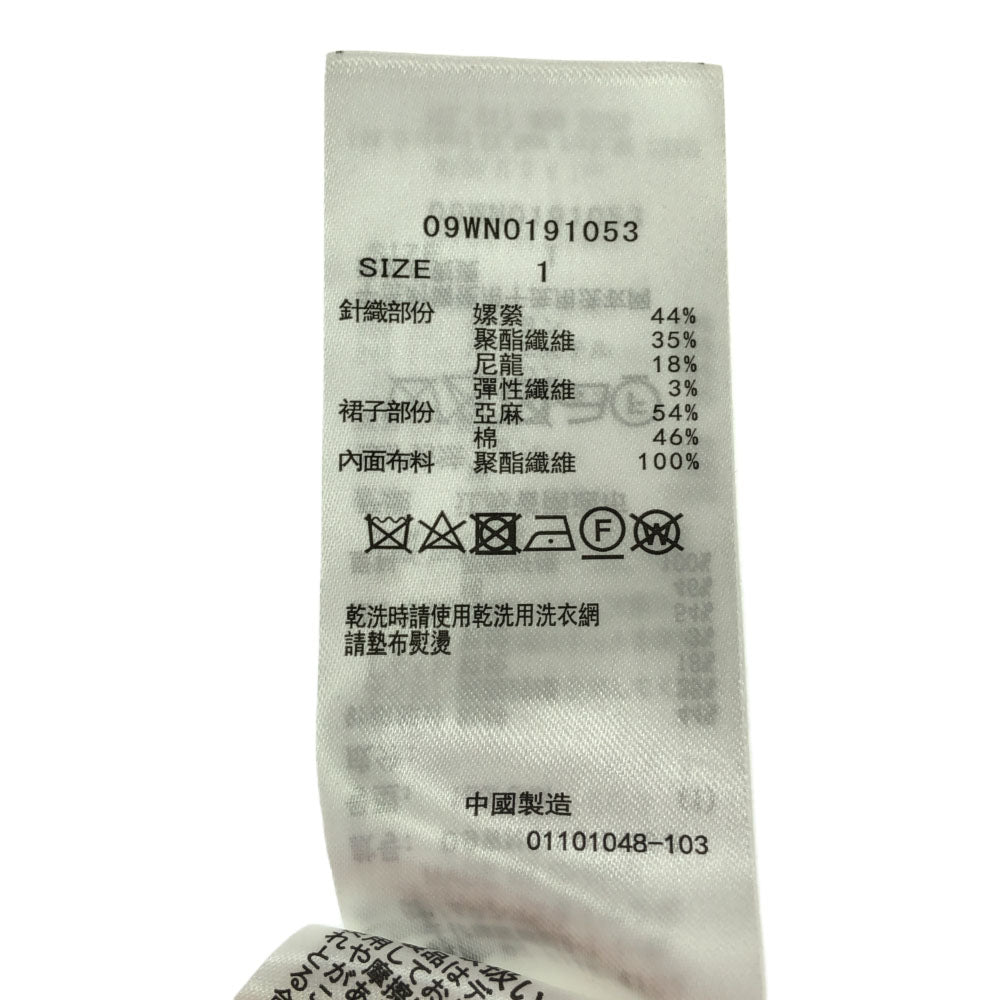 09WN0191053
SIZE 1
針織部份 嫘縈 44%
聚酯纖維 35%
尼龍 18%
彈性纖維 3%
裙子部份 亞麻 54%
棉 46%
內面布料 聚酯纖維 100%
F W
乾洗時請使用乾洗用洗衣網
請墊布熨燙
中國製造
01101048-103